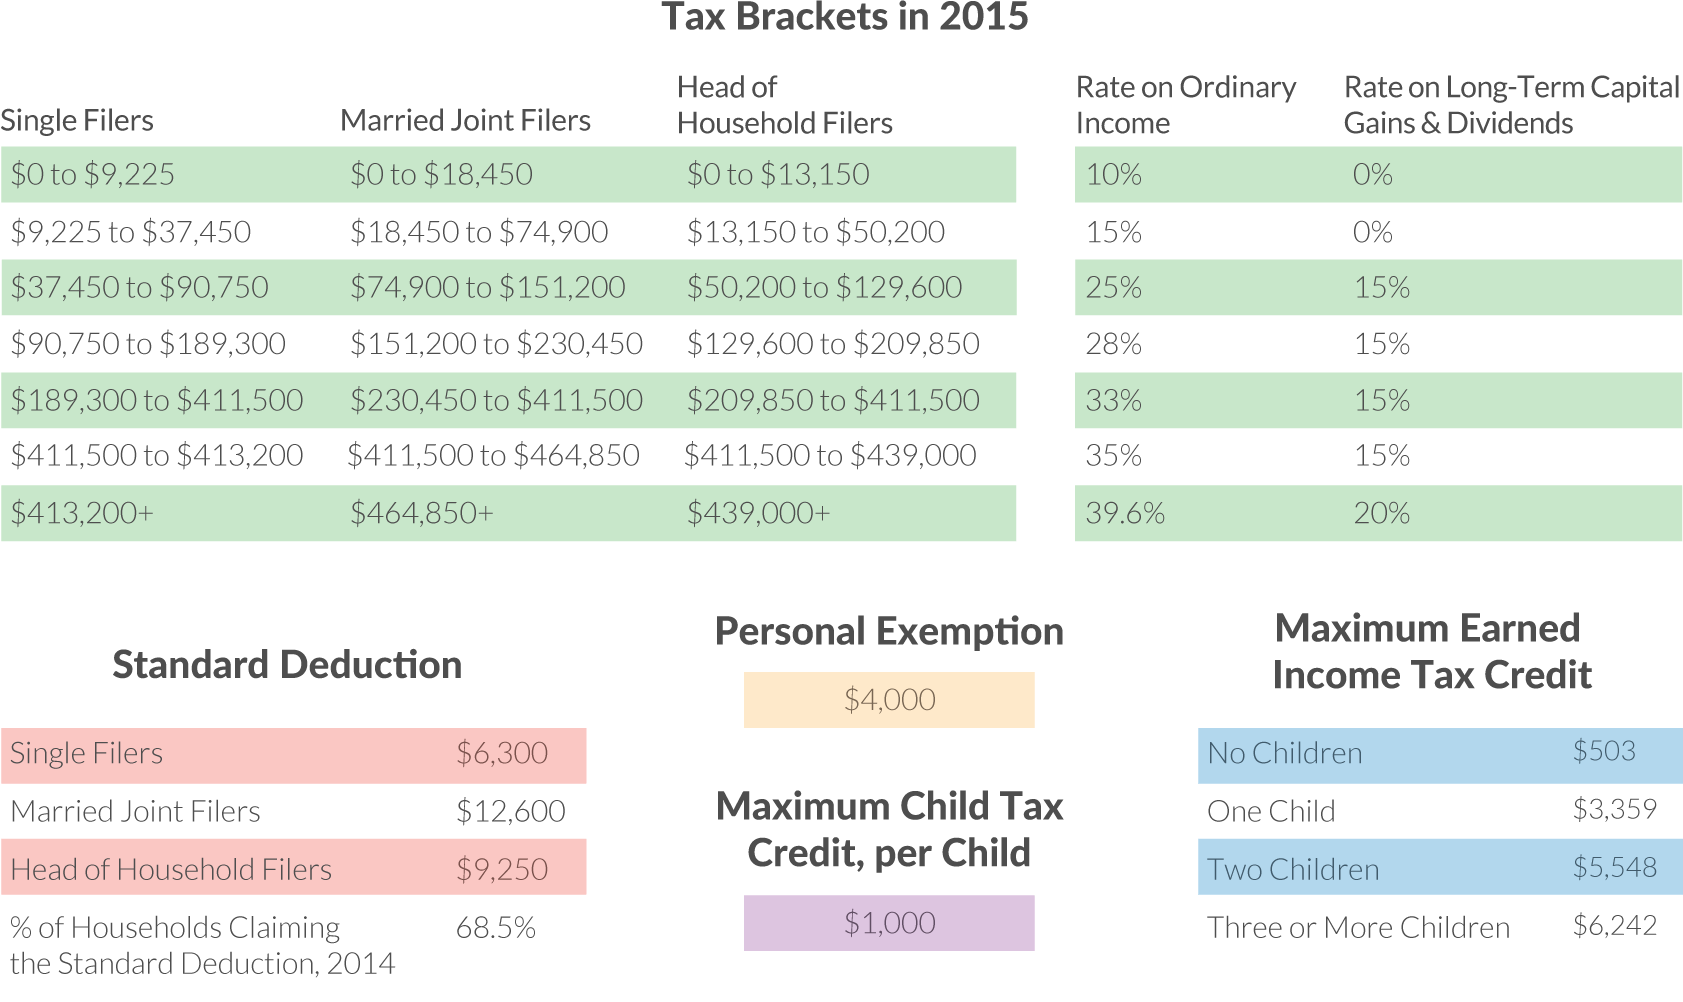 Tax Brackets in 2015
Single Filers Married Joint Filers Head of Household Filers Rate on Ordinary Income Rate on Long-Term Capital Gains & Dividends
$0 to $9,225 $0 to $18,450 $0 to $13,150 10% 0%
$9,225 to $37,450 $18,450 to $74,900 $13,150 to $50,200 15% 0%
$37,450 to $90,750 $74,900 to $151,200 $50,200 to $129,600 25% 15%
$90,750 to $189,300 $151,200 to $230,450 $129,600 to $209,850 28% 15%
$189,300 to $411,500 $230,450 to $411,500 $209,850 to $411,500 33% 15%
$411,500 to $413,200 $411,500 to $464,850 $411,500 to $439,000 35% 15%
$413,200+ $464,850+ $439,000+ 39.6% 20%
Standard Deduction
Single Filers $6,300
Married Joint Filers $12,600
Head of Household Filers $9,250
% of Households Claiming 68.5%
the Standard Deduction, 2014
Personal Exemption
$4,000
Maximum Child Tax
Credit, per Child
$1,000
Maximum Earned
Income Tax Credit
No Children $503
One Child $3,359
Two Children $5,548
Three or More Children $6,242